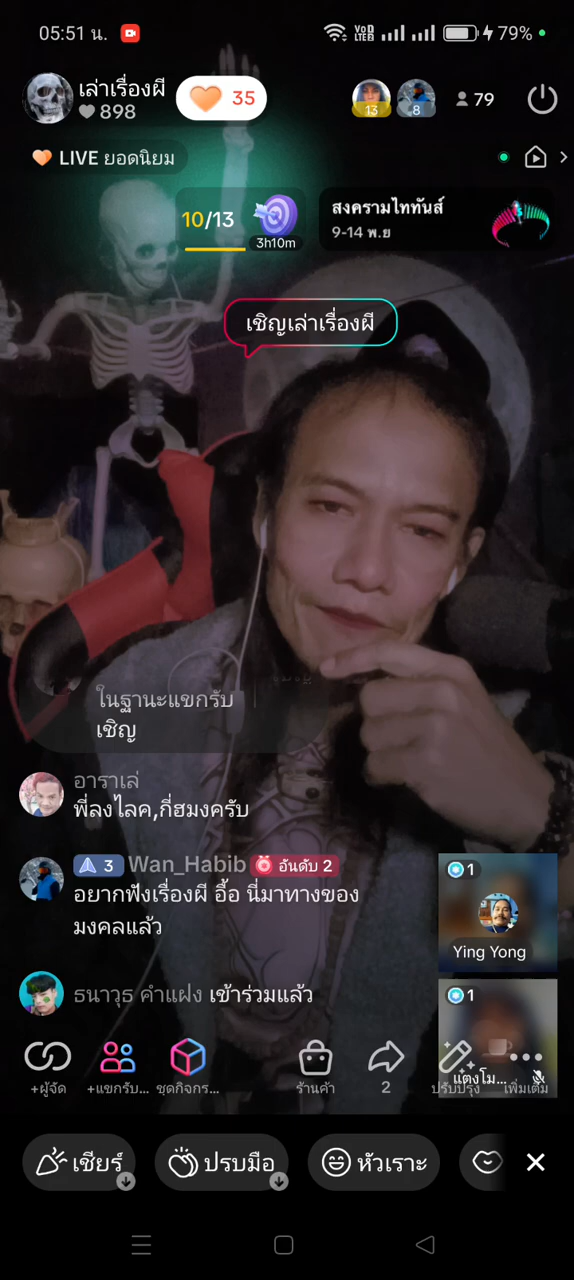 05:51 น.
VoD LTE2
79%
เล่าเรื่องผี
898
35
13
8
79
LIVE ยอดนิยม
10/13
3h10m
สงครามไททันส์
9-14 พ.ย
เชิญเล่าเรื่องผี
ในฐานะแขกรับ
เชิญ
อาราเล่
พี่ลงไลค,กี่ฮมงครับ
3 Wan_Habib อันดับ 2
อยากฟังเรื่องผี อื้อ นี่มาทางของ
มงคลแล้ว
1
Ying Yong
ธนาวุธ คำแฝง เข้าร่วมแล้ว
1
แตงโม...
+ผู้จัด
+แขกรับ...
ชุดกิจกร...
ร้านค้า
2
ปรับปรุง
เพิ่มเติม
เชียร์
ปรบมือ
หัวเราะ